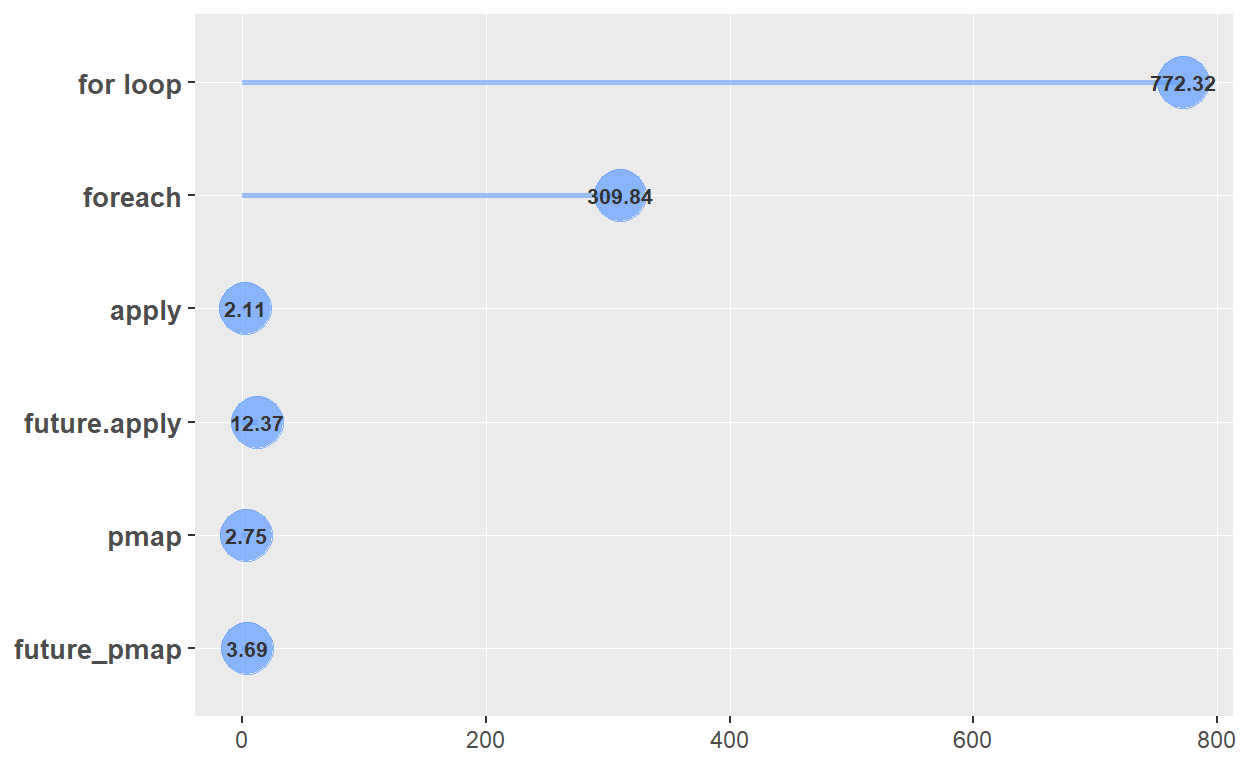 for loop 772.32
foreach 309.84
apply 2.11
future.apply 12.37
pmap 2.75
future_pmap 3.69
0 200 400 600 800